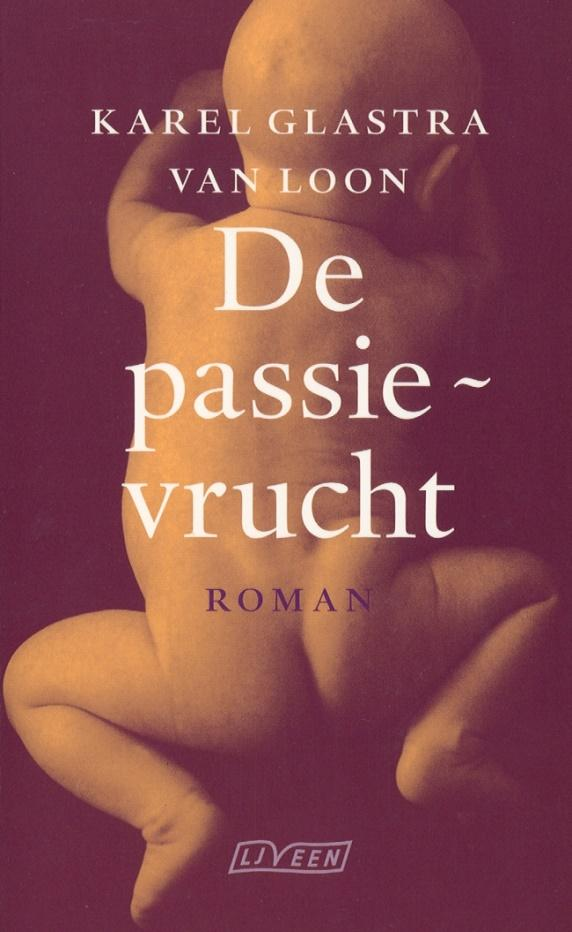 KAREL GLASTRA
VAN LOON
De
passie~
vrucht
ROMAN
LJVEEN